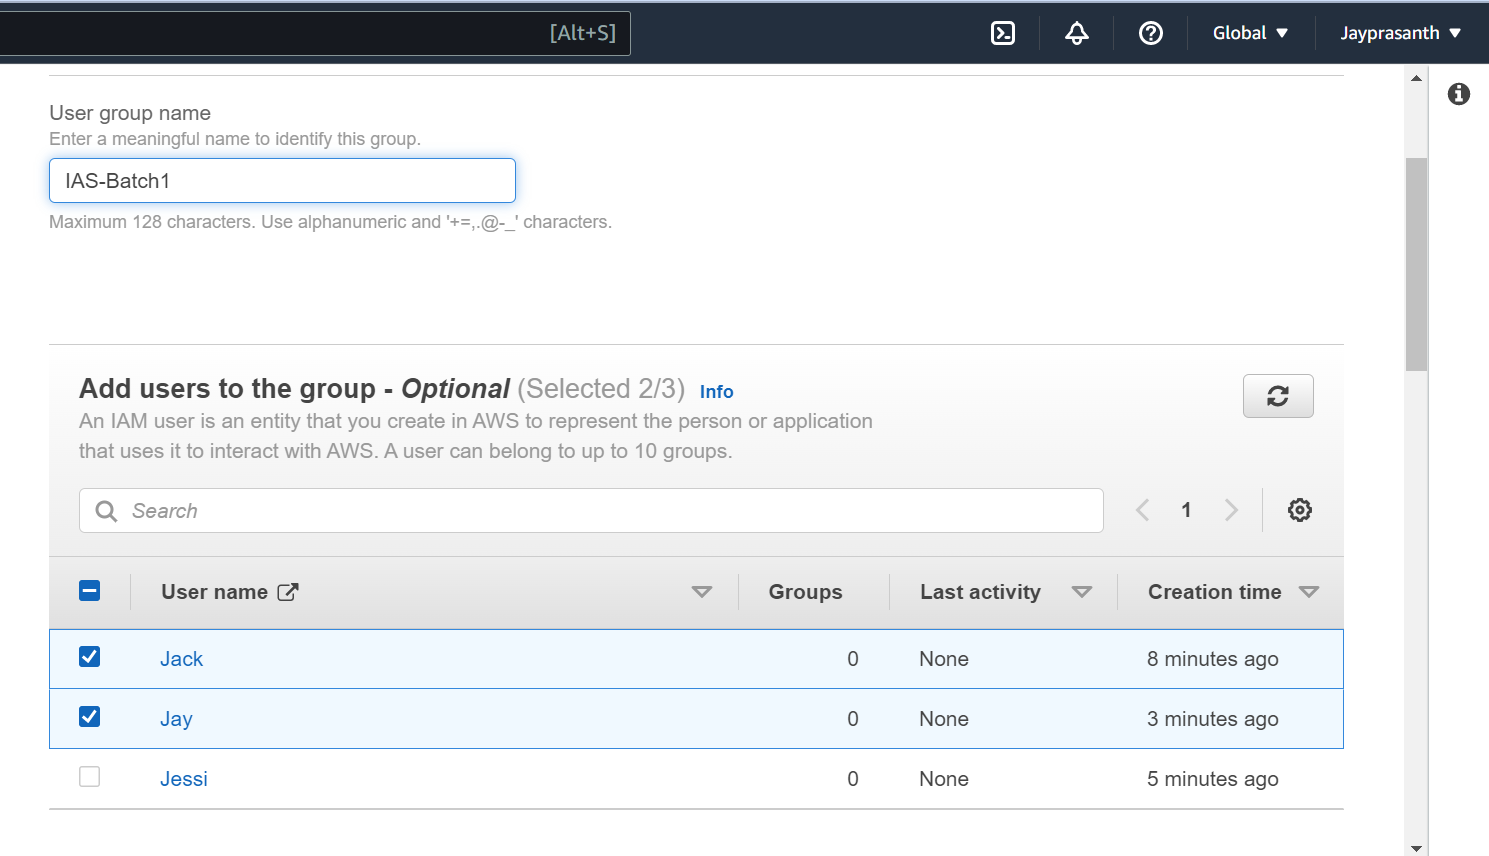 [Alt+S] Global Jayprasanth
User group name
Enter a meaningful name to identify this group.
IAS-Batch1
Maximum 128 characters. Use alphanumeric and '+=,.@-_' characters.
Add users to the group - Optional (Selected 2/3) Info
An IAM user is an entity that you create in AWS to represent the person or application
that uses it to interact with AWS. A user can belong to up to 10 groups.
Search 1
User name Groups Last activity Creation time
Jack 0 None 8 minutes ago
Jay 0 None 3 minutes ago
Jessi 0 None 5 minutes ago